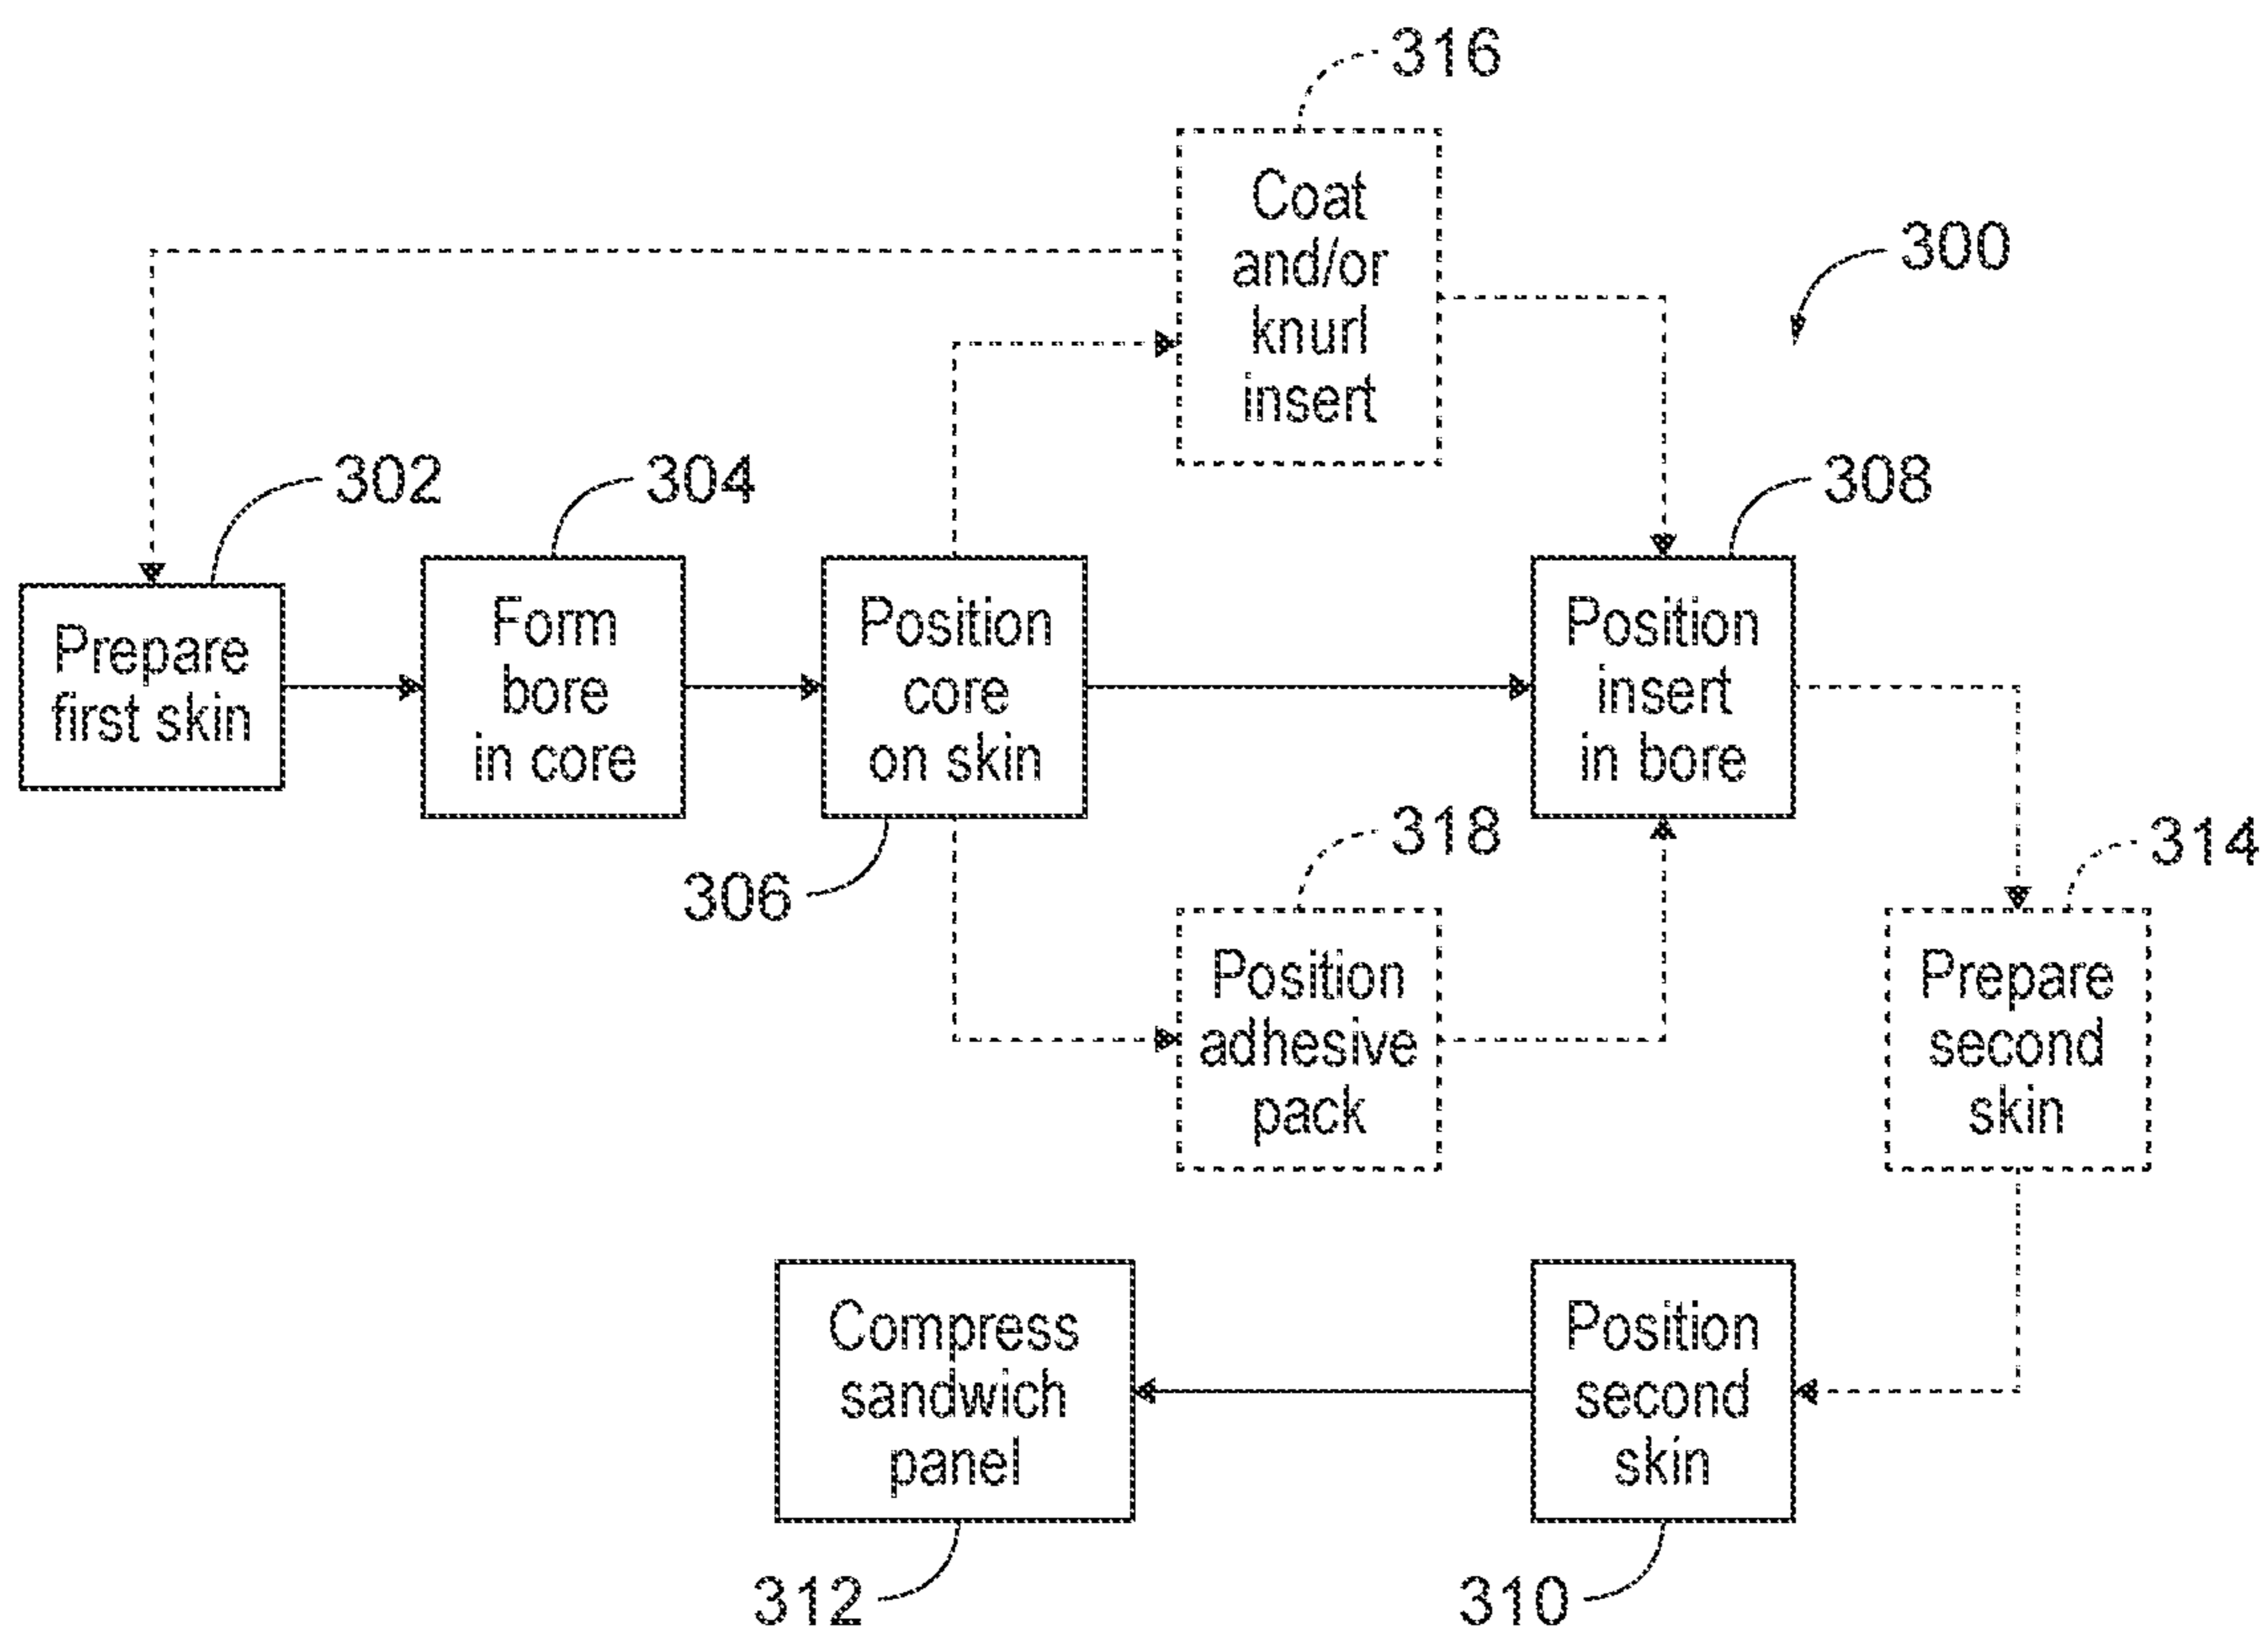 316
Coat
and/or
knurl
insert
300
302
304
308
Prepare
first skin
Form
bore
in core
Position
core
on skin
Position
insert
in bore
306
318
314
Position
adhesive
pack
Prepare
second
skin
Compress
sandwich
panel
Position
second
skin
312
310